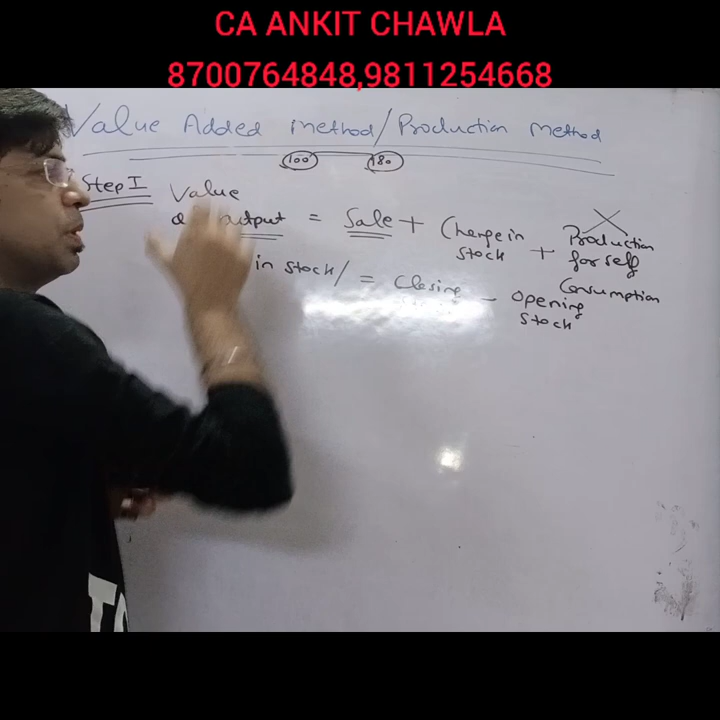 CA ANKIT CHAWLA
8700764848,9811254668
Value Added Method/Production Method
100 180
Step I Value
output = Sale + Change in stock + Production for self Consumption
in stock/ = Closing - Opening stock